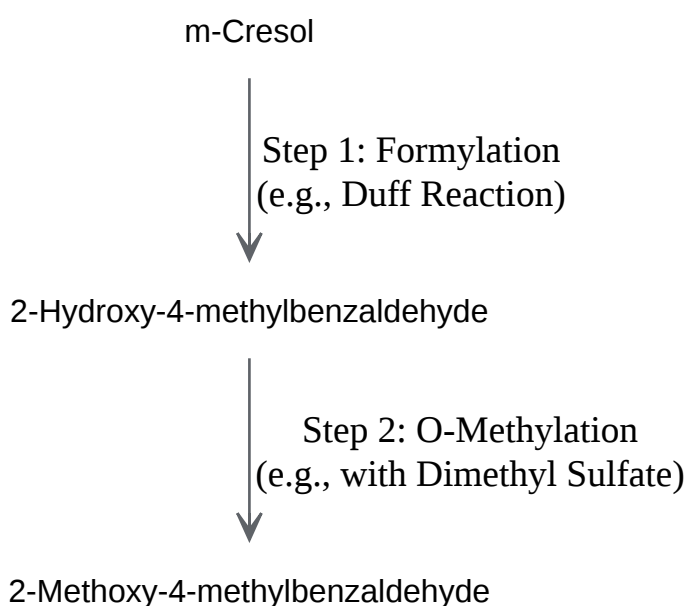 m-Cresol
Step 1: Formylation
(e.g., Duff Reaction)
2-Hydroxy-4-methylbenzaldehyde
Step 2: O-Methylation
(e.g., with Dimethyl Sulfate)
2-Methoxy-4-methylbenzaldehyde